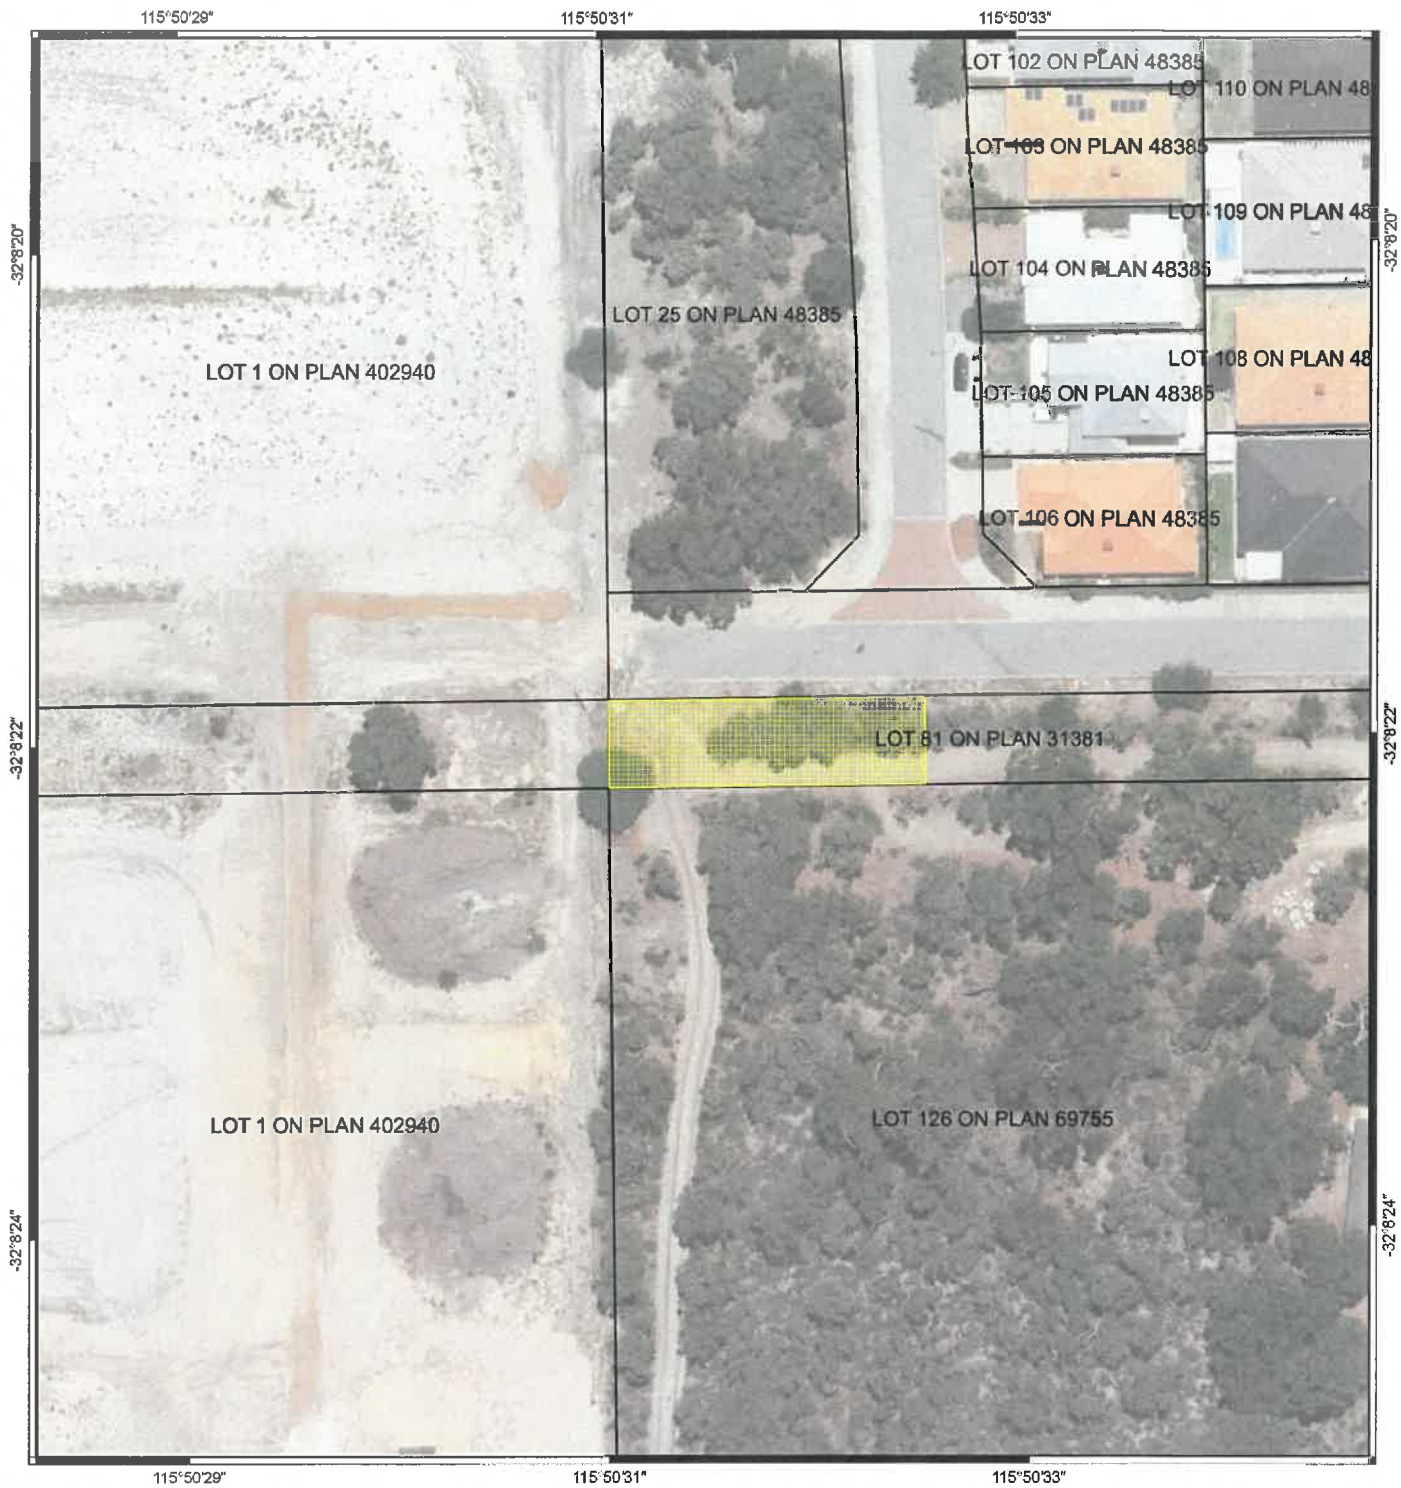 115°50'29" 115°50'31" 115°50'33"
LOT 102 ON PLAN 48385
LOT 110 ON PLAN 48
LOT 103 ON PLAN 48385
LOT 109 ON PLAN 48
-32°8'20" -32°8'20"
LOT 104 ON PLAN 48385
LOT 25 ON PLAN 48385
LOT 108 ON PLAN 48
LOT 1 ON PLAN 402940
LOT 105 ON PLAN 48385
LOT 106 ON PLAN 48385
-32°8'22" -32°8'22"
LOT 81 ON PLAN 31381
LOT 126 ON PLAN 69755
LOT 1 ON PLAN 402940
-32°8'24" -32°8'24"
115°50'29" 115°50'31" 115°50'33"